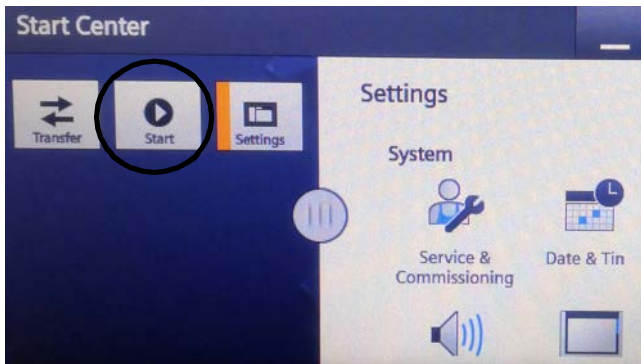 Start Center
Transfer
Start
Settings
Settings
System
Service &
Commissioning
Date & Tin